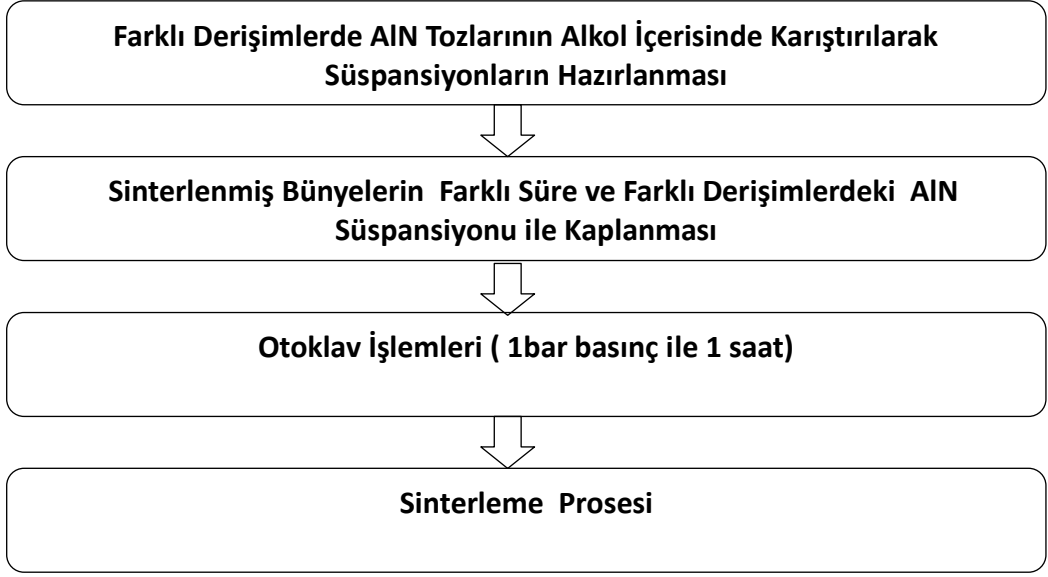 Farklı Derişimlerde AlN Tozlarının Alkol İçerisinde Karıştırılarak
Süspansiyonların Hazırlanması
Sinterlenmiş Bünyelerin Farklı Süre ve Farklı Derişimlerdeki AlN
Süspansiyonu ile Kaplanması
Otoklav İşlemleri ( 1bar basınç ile 1 saat)
Sinterleme Prosesi